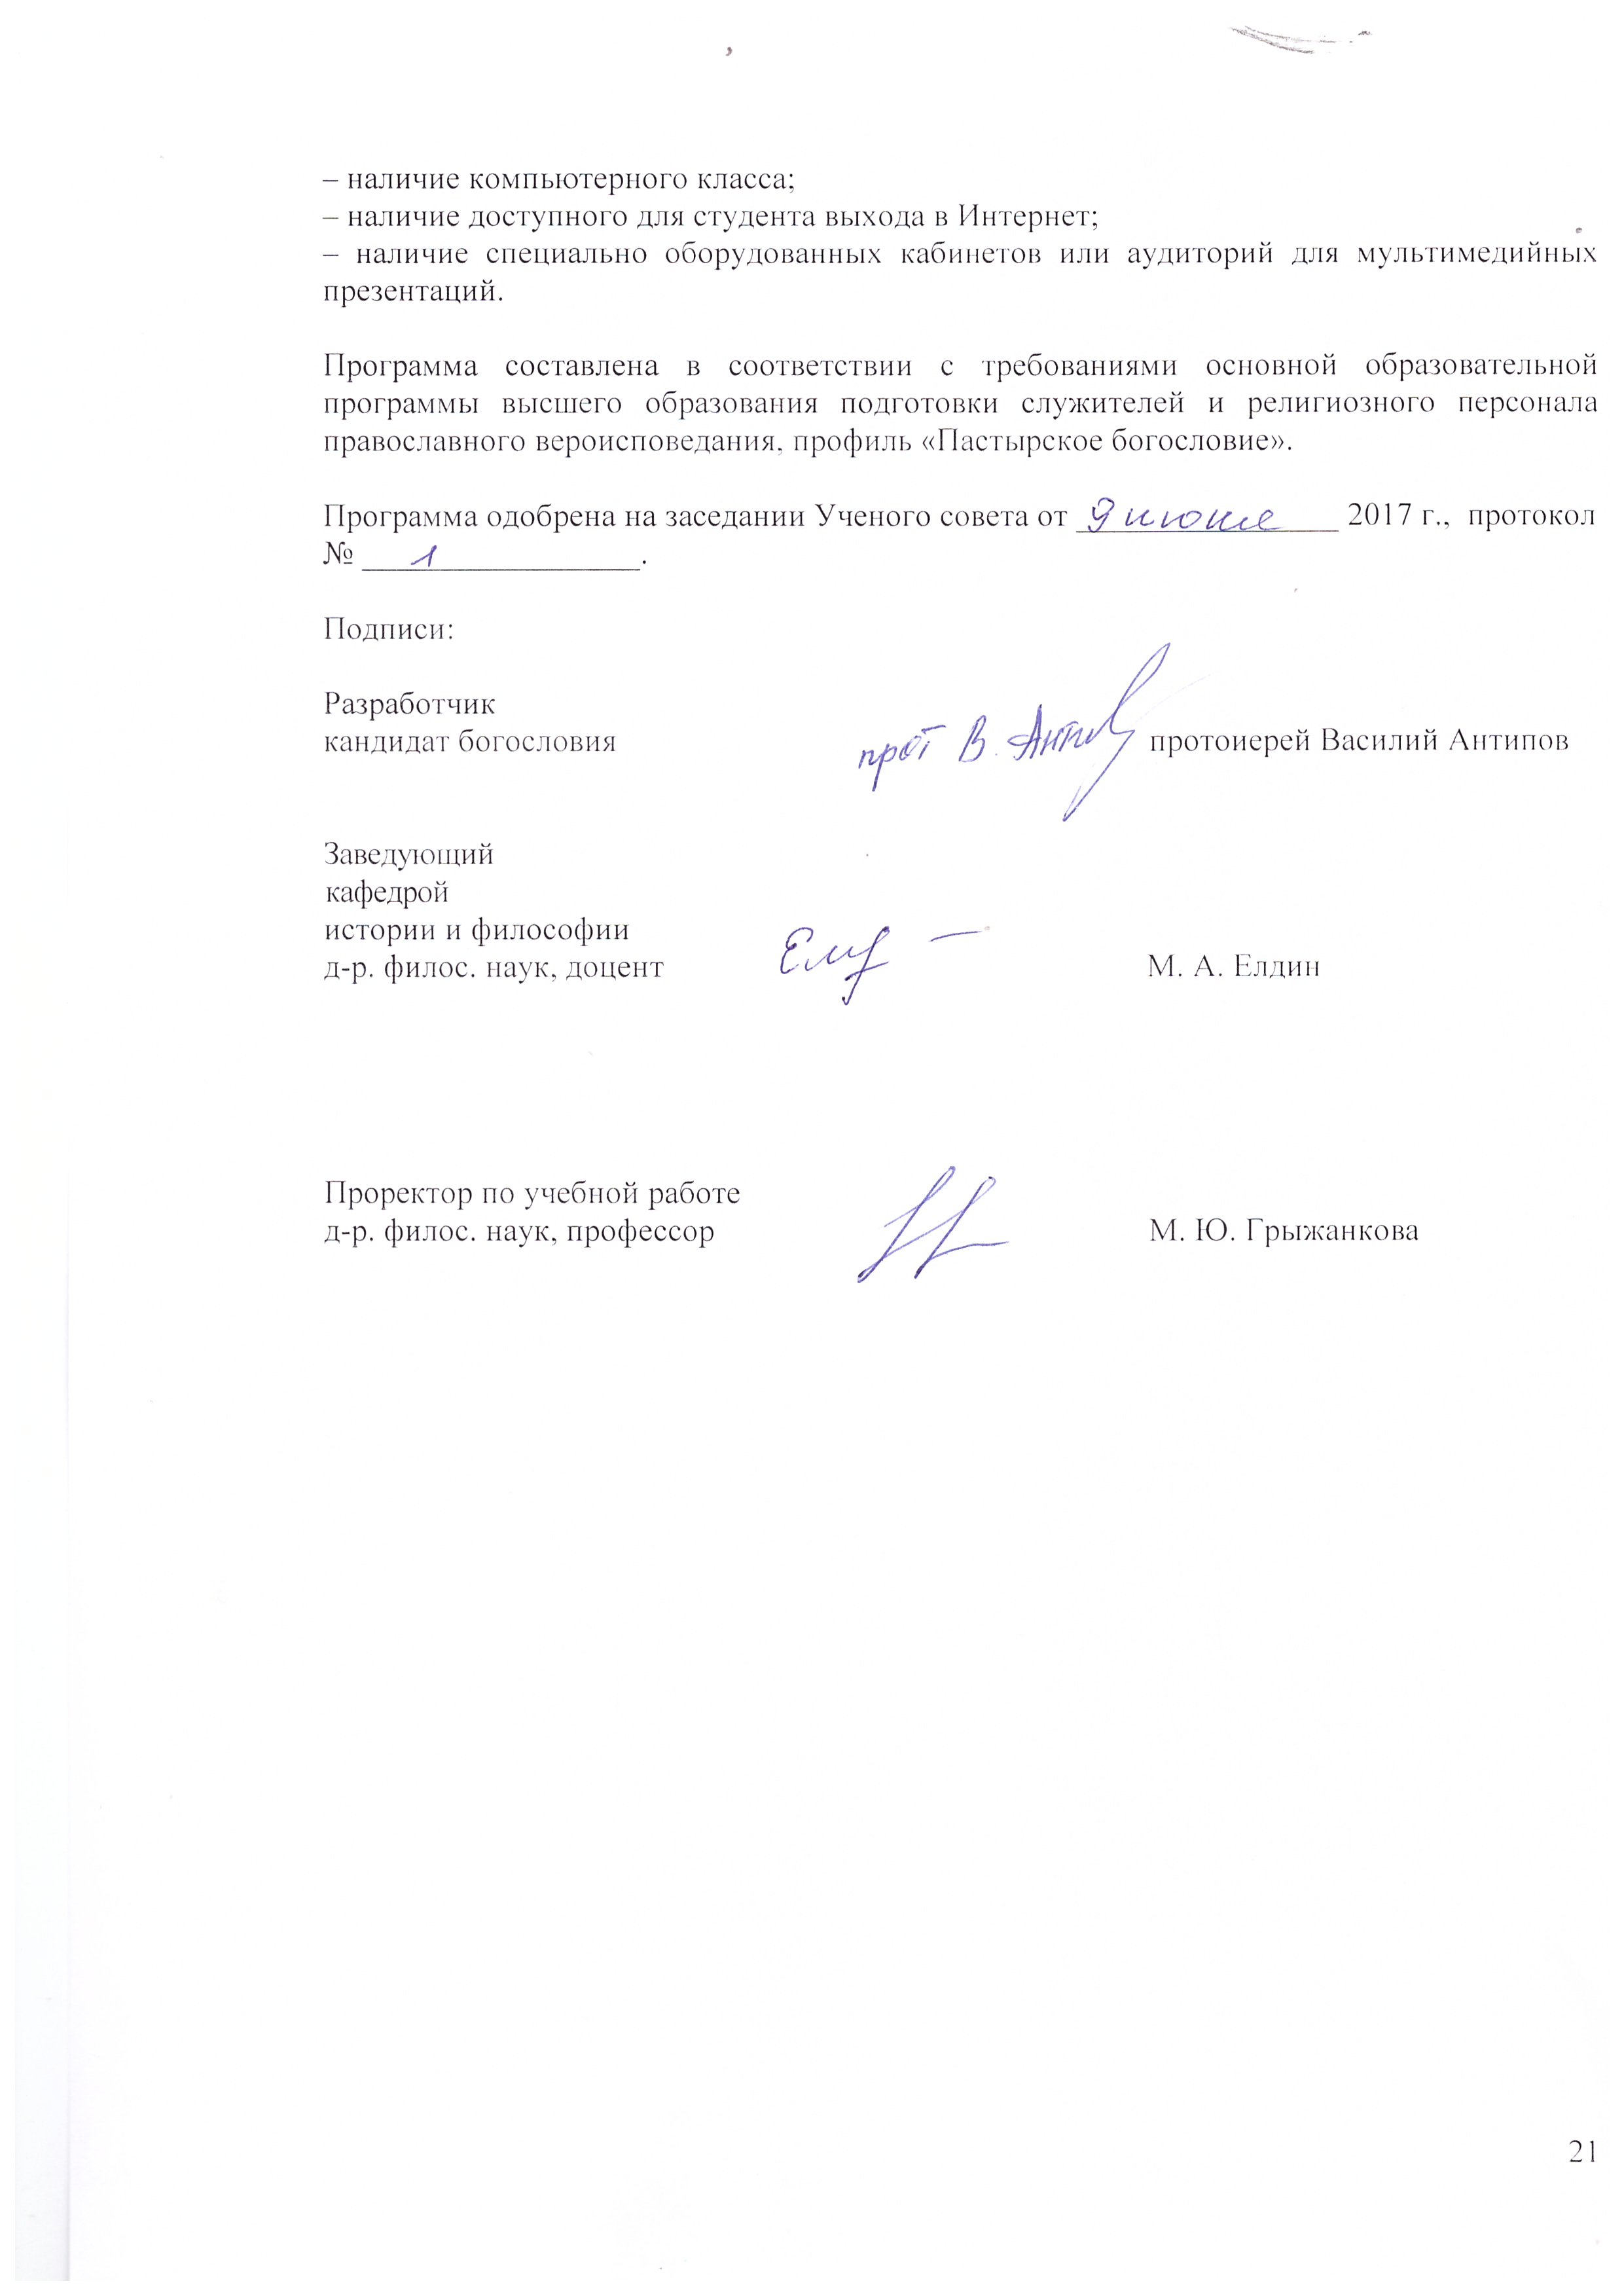 – наличие компьютерного класса;
– наличие доступного для студента выхода в Интернет;
– наличие специально оборудованных кабинетов или аудиторий для мультимедийных
презентаций.
Программа составлена в соответствии с требованиями основной образовательной
программы высшего образования подготовки служителей и религиозного персонала
православного вероисповедания, профиль «Пастырское богословие».
Программа одобрена на заседании Ученого совета от 9 июня 2017 г., протокол
№ 1.
Подписи:
Разработчик
кандидат богословия прот В. протоиерей Василий Антипов
Заведующий
кафедрой
истории и философии
д-р. филос. наук, доцент М. А. Елдин
Проректор по учебной работе
д-р. филос. наук, профессор М. Ю. Грыжанкова
21